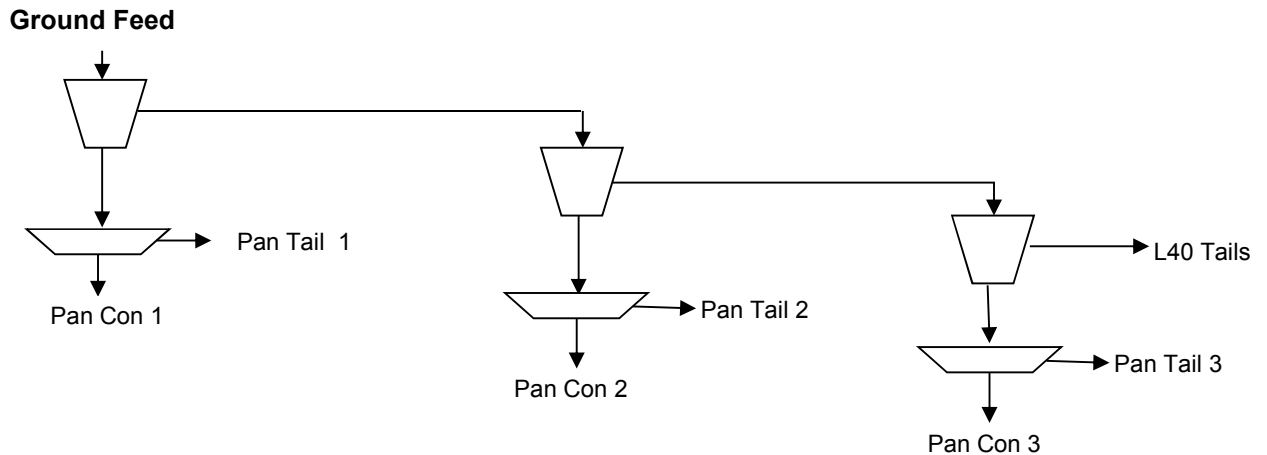 Ground Feed
Pan Tail 1
L40 Tails
Pan Con 1
Pan Tail 2
Pan Tail 3
Pan Con 2
Pan Con 3